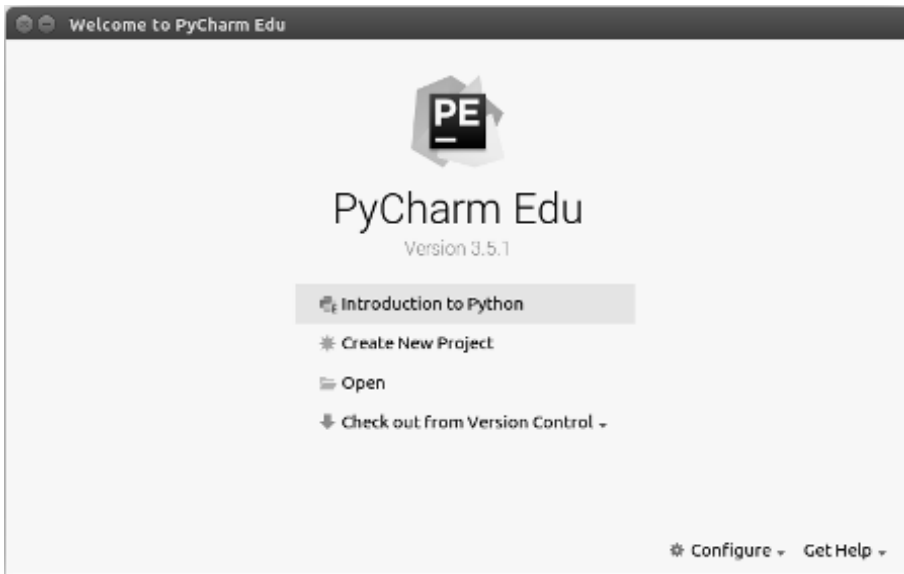 Welcome to PyCharm Edu
PE
PyCharm Edu
Version 3.5.1
Introduction to Python
Create New Project
Open
Check out from Version Control
Configure Get Help